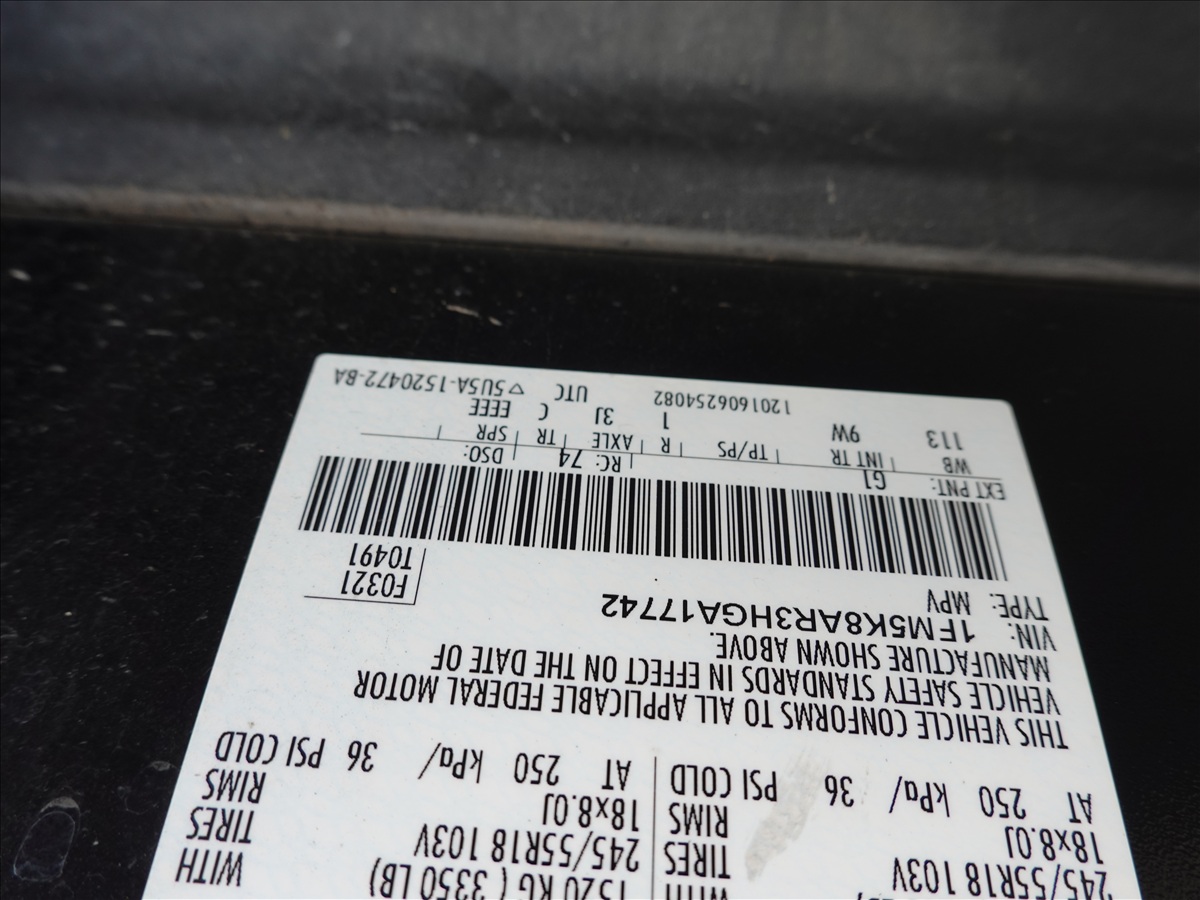 1520 KG ( 3350 LB)
WITH WITH
245/55R18 103V TIRES 245/55R18 103V TIRES
18x8.0J RIMS 18x8.0J RIMS
AT 250 kPa/ 36 PSI COLD AT 250 kPa/ 36 PSI COLD
THIS VEHICLE CONFORMS TO ALL APPLICABLE FEDERAL MOTOR
VEHICLE SAFETY STANDARDS IN EFFECT ON THE DATE OF
MANUFACTURE SHOWN ABOVE.
VIN: 1FM5K8AR3HGA17742
TYPE: MPV
F0321
T0491
EXT PNT: G1 RC: 74 DSO:
WB INT TR TP/PS R AXLE TR SPR
113 9W 1 3J C EEEE
1201606254082 UTC ▽5U5A-1520472-BA